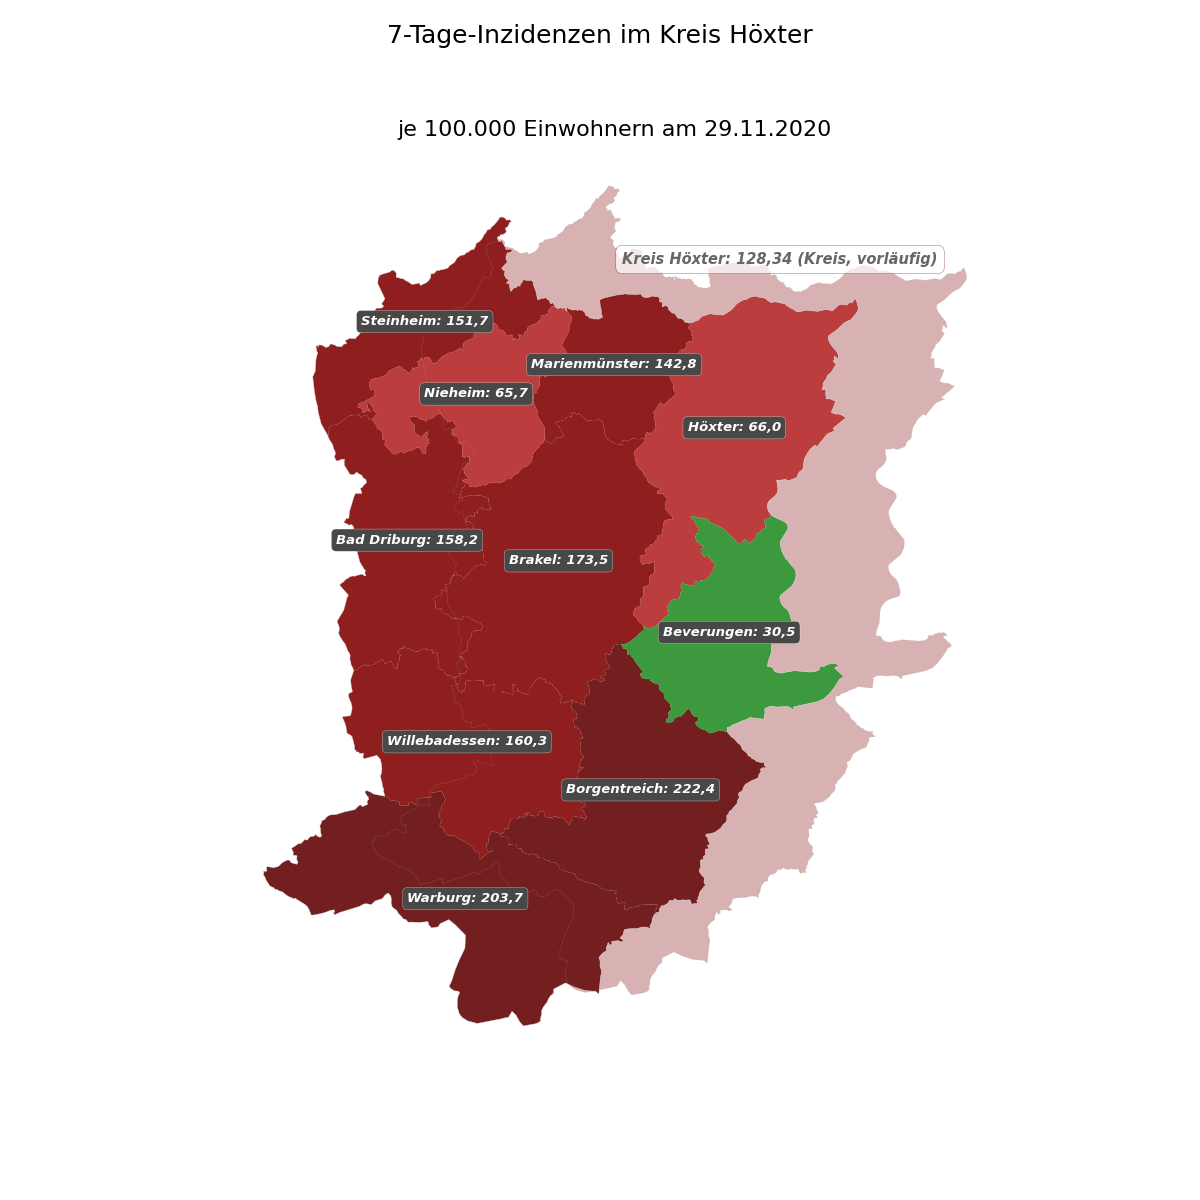 7-Tage-Inzidenzen im Kreis Höxter
je 100.000 Einwohnern am 29.11.2020
Kreis Höxter: 128,34 (Kreis, vorläufig)
Steinheim: 151,7
Marienmünster: 142,8
Nieheim: 65,7
Höxter: 66,0
Bad Driburg: 158,2
Brakel: 173,5
Beverungen: 30,5
Willebadessen: 160,3
Borgentreich: 222,4
Warburg: 203,7